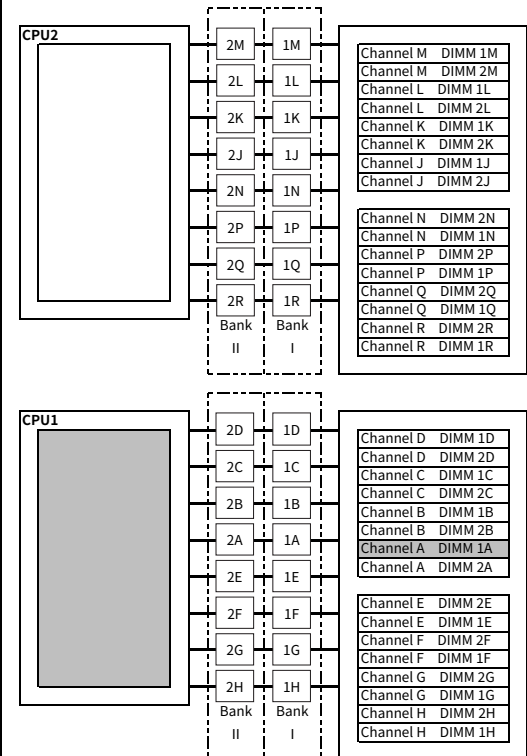 CPU2
2M 1M
2L 1L
2K 1K
2J 1J
2N 1N
2P 1P
2Q 1Q
2R 1R
Bank Bank
II I
Channel M DIMM 1M
Channel M DIMM 2M
Channel L DIMM 1L
Channel L DIMM 2L
Channel K DIMM 1K
Channel K DIMM 2K
Channel J DIMM 1J
Channel J DIMM 2J
Channel N DIMM 2N
Channel N DIMM 1N
Channel P DIMM 2P
Channel P DIMM 1P
Channel Q DIMM 2Q
Channel Q DIMM 1Q
Channel R DIMM 2R
Channel R DIMM 1R
CPU1
2D 1D
2C 1C
2B 1B
2A 1A
2E 1E
2F 1F
2G 1G
2H 1H
Bank Bank
II I
Channel D DIMM 1D
Channel D DIMM 2D
Channel C DIMM 1C
Channel C DIMM 2C
Channel B DIMM 1B
Channel B DIMM 2B
Channel A DIMM 1A
Channel A DIMM 2A
Channel E DIMM 2E
Channel E DIMM 1E
Channel F DIMM 2F
Channel F DIMM 1F
Channel G DIMM 2G
Channel G DIMM 1G
Channel H DIMM 2H
Channel H DIMM 1H